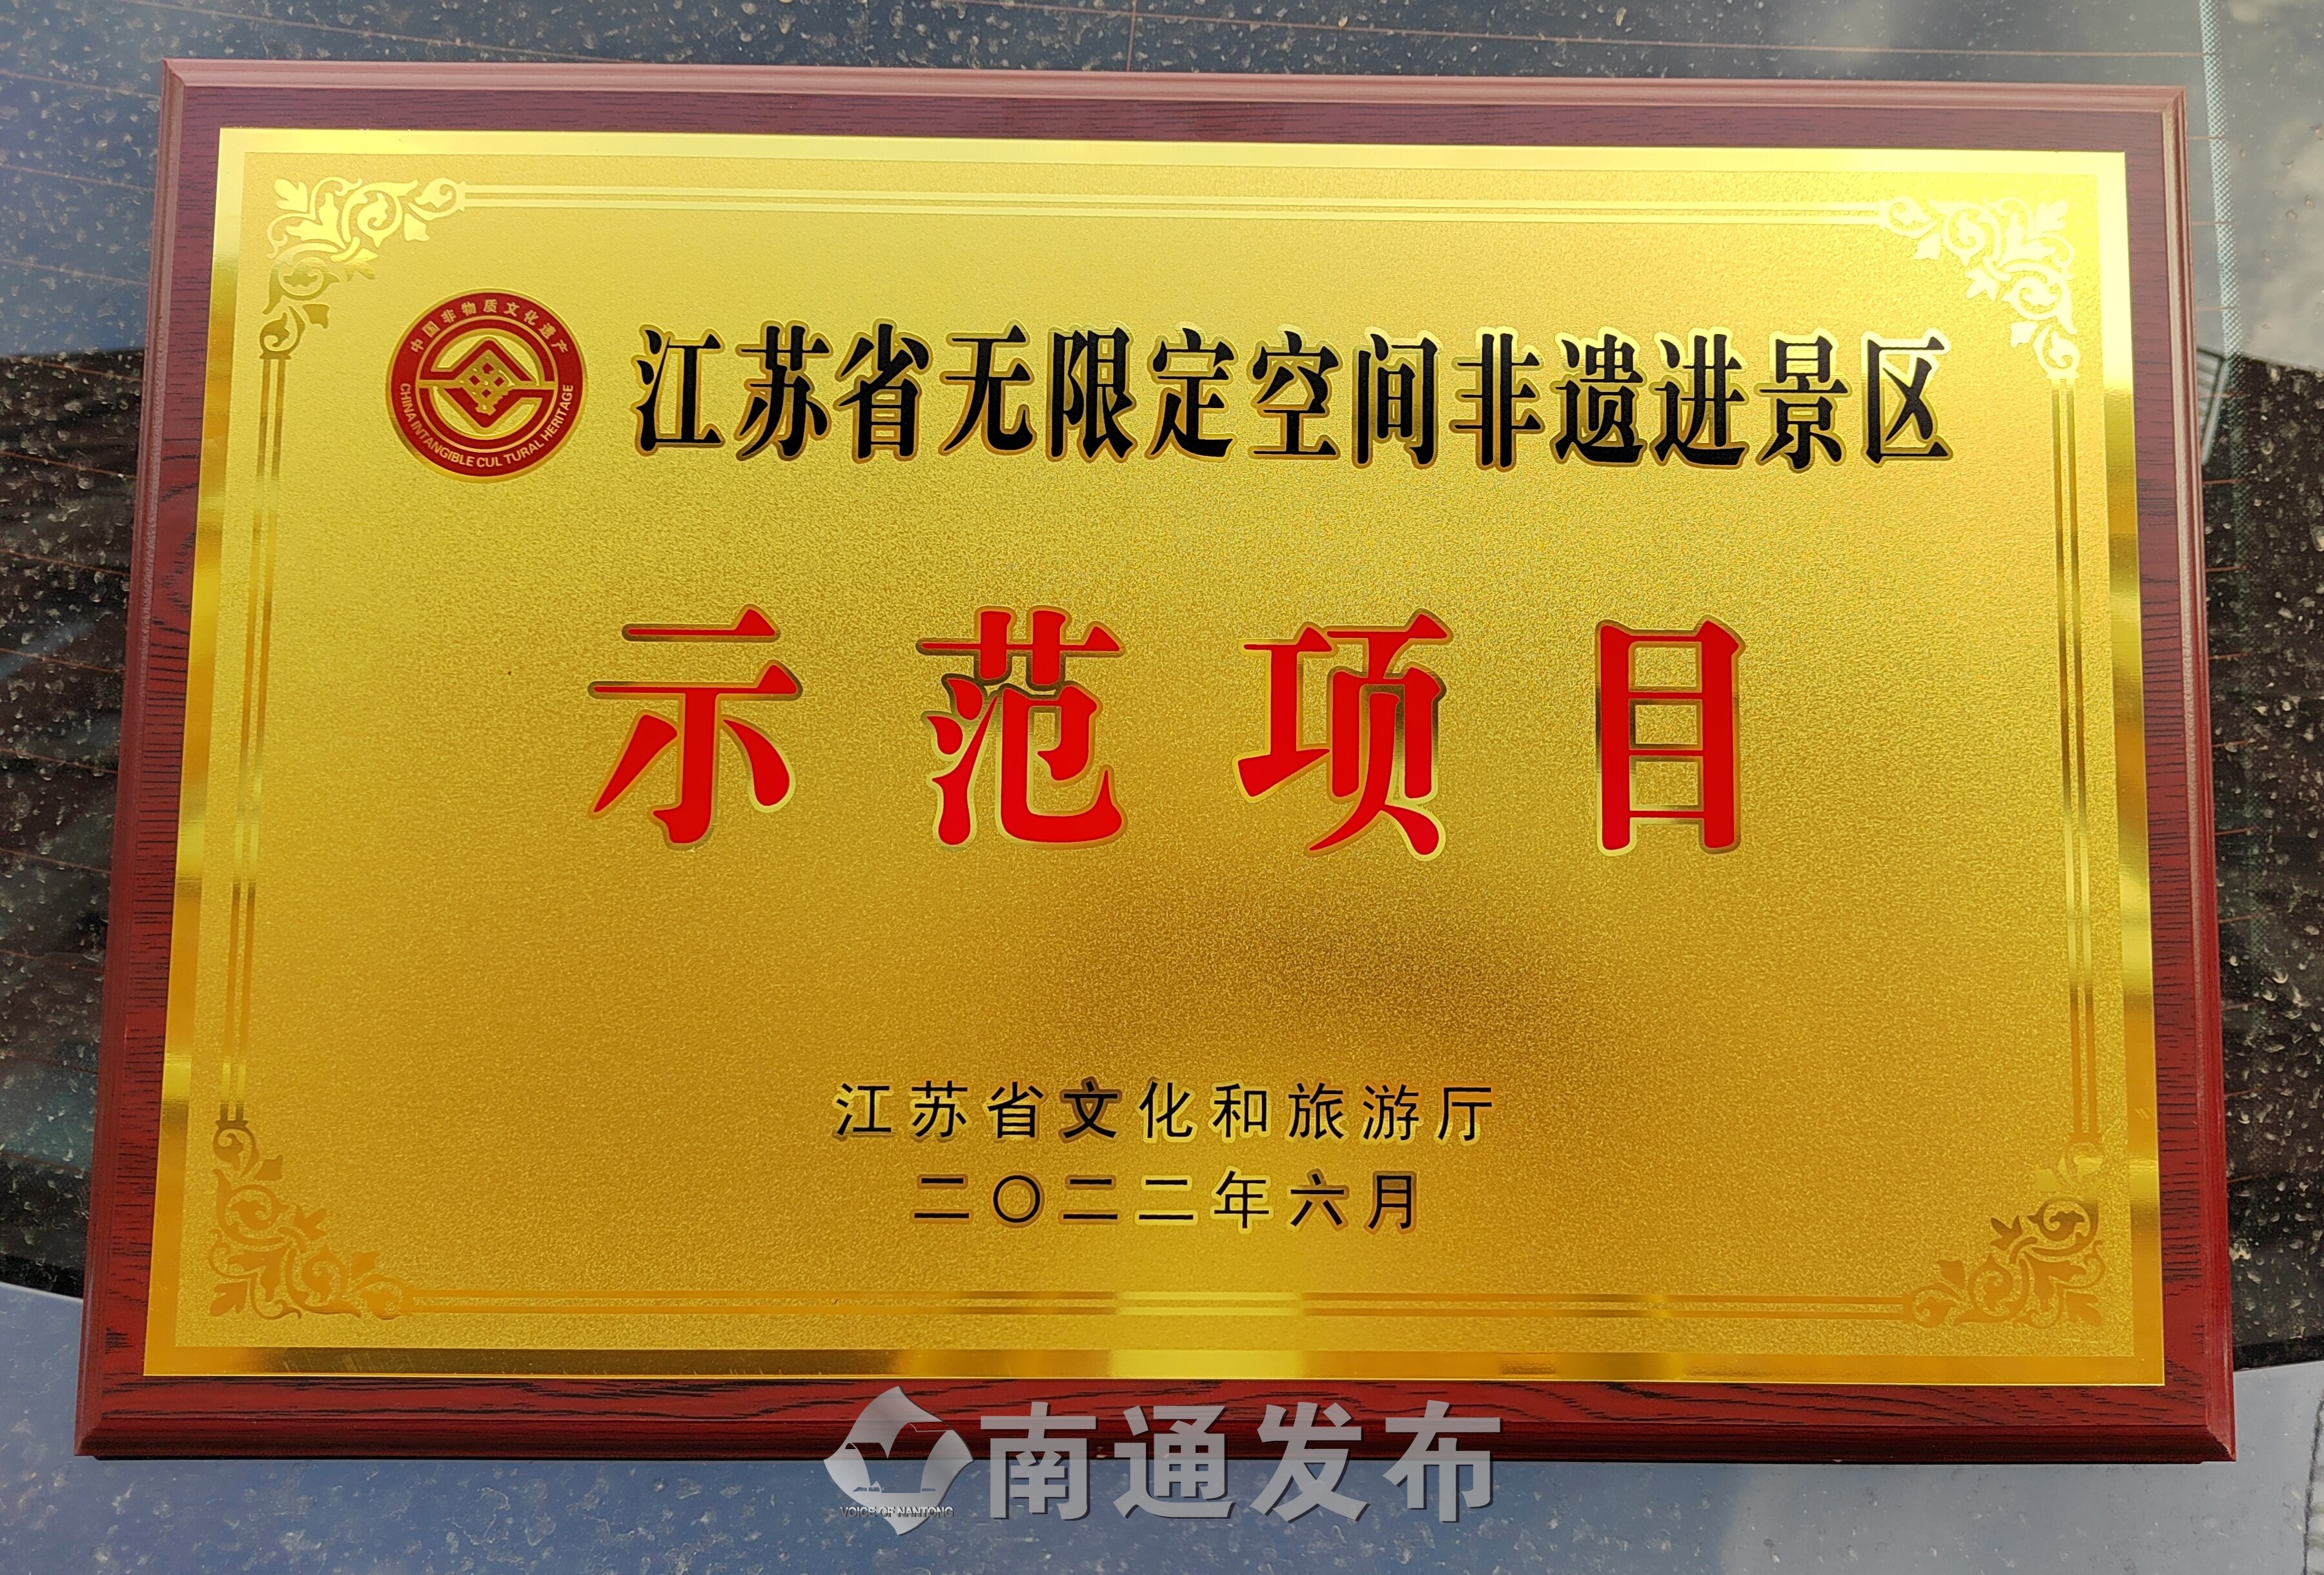 中国非物质文化遗产
CHINA INTANGIBLE CULTURAL HERITAGE
江苏省无限定空间非遗进景区
示范项目
江苏省文化和旅游厅
二〇二二年六月
南通发布
VOICE OF NANTONG